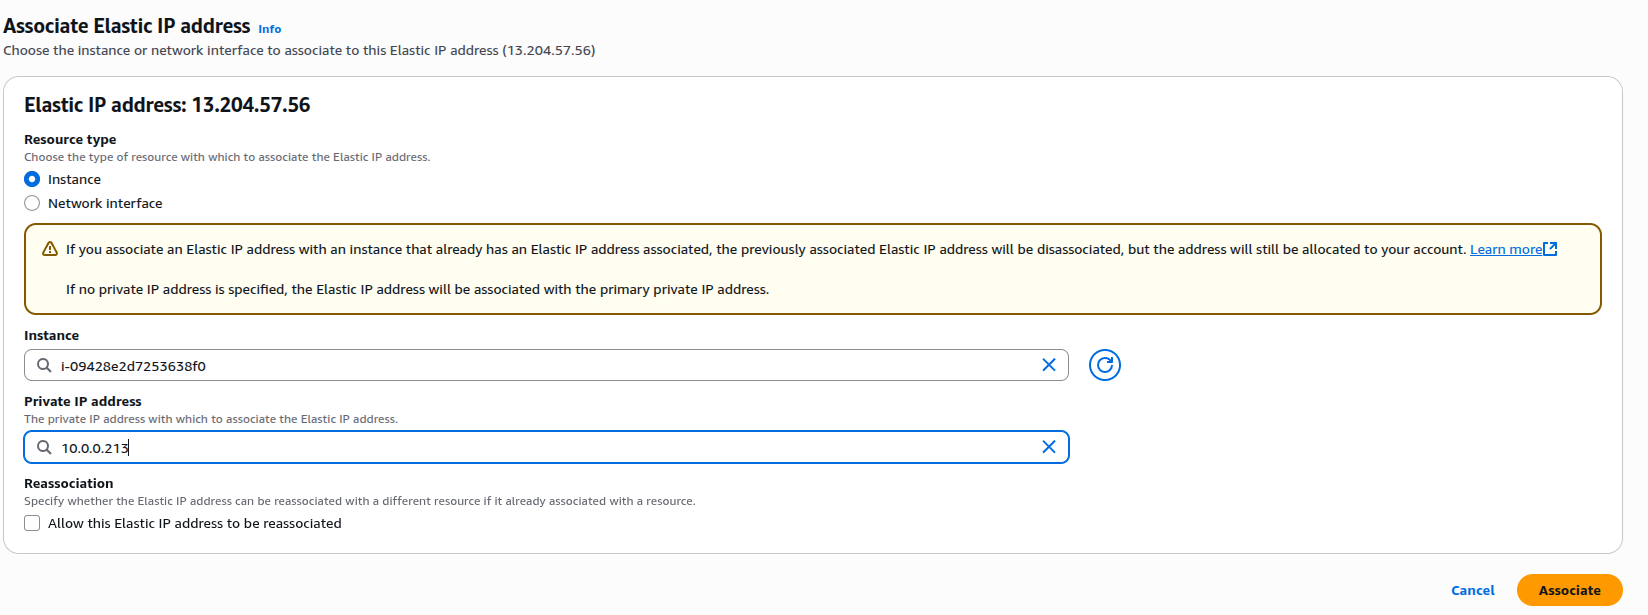 Associate Elastic IP address Info
Choose the instance or network interface to associate to this Elastic IP address (13.204.57.56)
Elastic IP address: 13.204.57.56
Resource type
Choose the type of resource with which to associate the Elastic IP address.
Instance
Network interface
If you associate an Elastic IP address with an instance that already has an Elastic IP address associated, the previously associated Elastic IP address will be disassociated, but the address will still be allocated to your account. Learn more
If no private IP address is specified, the Elastic IP address will be associated with the primary private IP address.
Instance
i-09428e2d7253638f0
Private IP address
The private IP address with which to associate the Elastic IP address.
10.0.0.213
Reassociation
Specify whether the Elastic IP address can be reassociated with a different resource if it already associated with a resource.
Allow this Elastic IP address to be reassociated
Cancel Associate